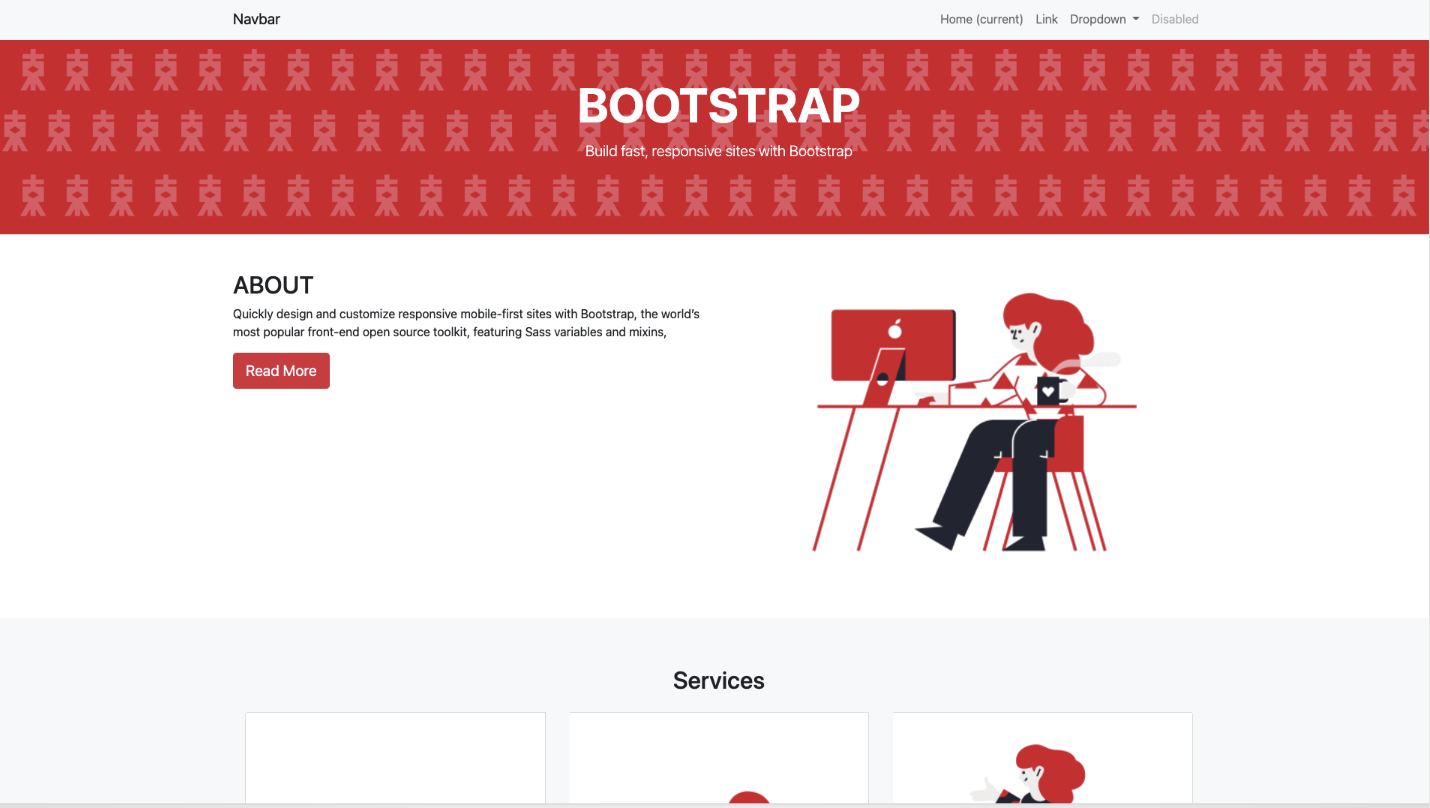 Navbar
Home (current) Link Dropdown Disabled
BOOTSTRAP
Build fast, responsive sites with Bootstrap
ABOUT
Quickly design and customize responsive mobile-first sites with Bootstrap, the world’s
most popular front-end open source toolkit, featuring Sass variables and mixins,
Read More
Services